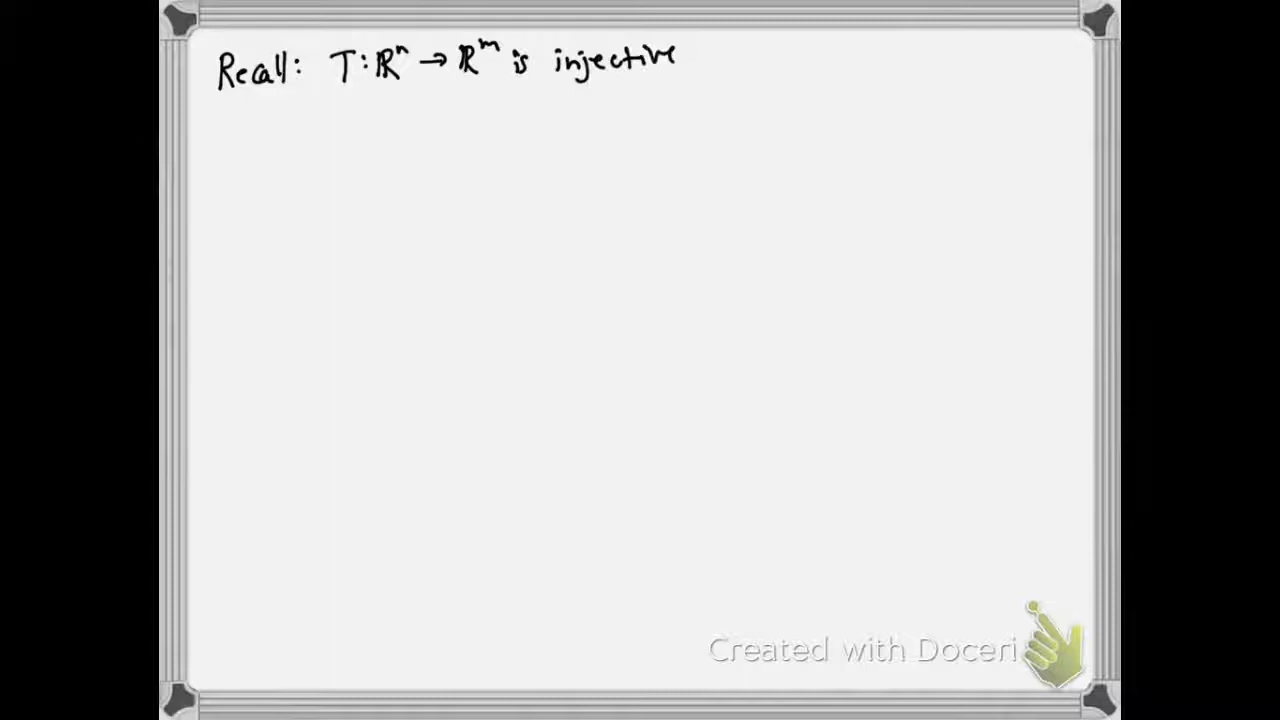 Recall: T: ℝⁿ → ℝᵐ is injective
Created with Doceri